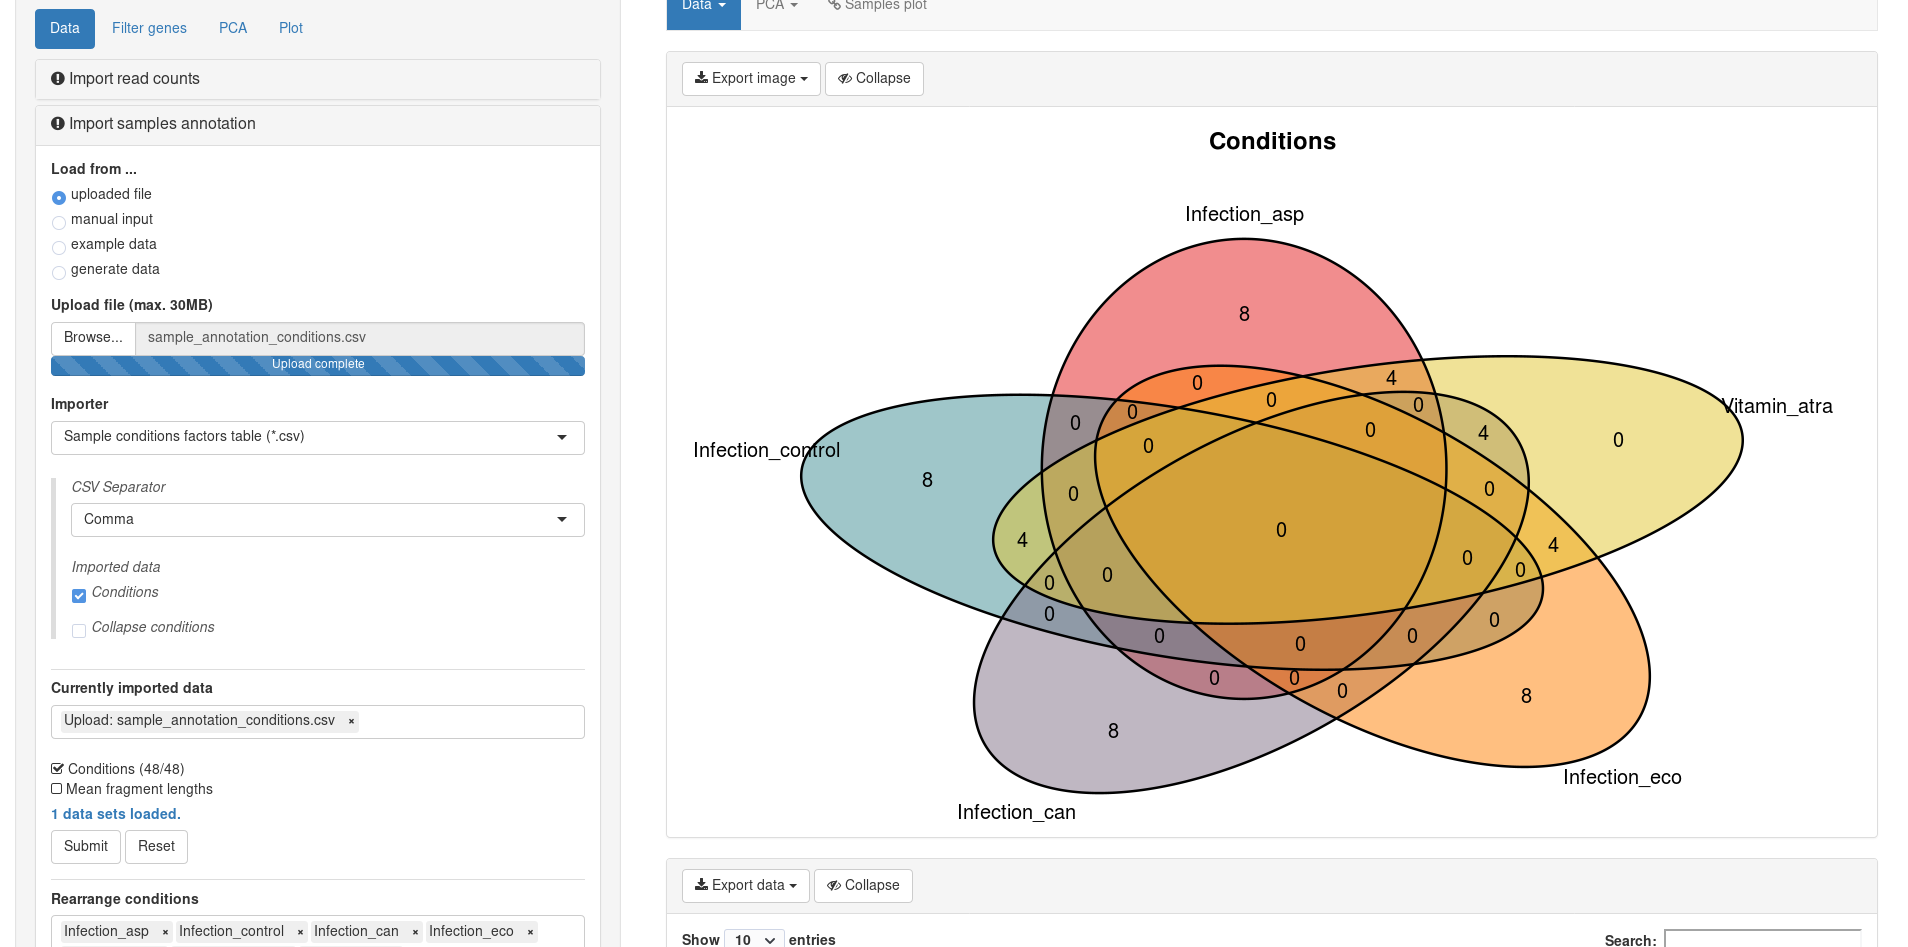 Data Filter genes PCA Plot
Import read counts
Import samples annotation
Load from ...
uploaded file
manual input
example data
generate data
Upload file (max. 30MB)
Browse... sample_annotation_conditions.csv
Upload complete
Importer
Sample conditions factors table (*.csv)
CSV Separator
Comma
Imported data
Conditions
Collapse conditions
Currently imported data
Upload: sample_annotation_conditions.csv ×
Conditions (48/48)
Mean fragment lengths
1 data sets loaded.
Submit Reset
Rearrange conditions
Infection_asp × Infection_control × Infection_can × Infection_eco ×
Data PCA Samples plot
Export image Collapse
Conditions
Infection_asp
8
0 4
Vitamin_atra
0 0 0
0 0 4 0
Infection_control 0
8 0 0
4 0 4
0 0 0 0
0 0
0 0 0
0 0 0
0 8
8
Infection_eco
Infection_can
Export data Collapse
Show 10 entries Search: